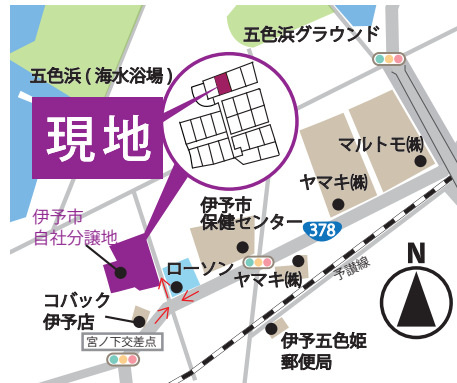 五色浜グラウンド
五色浜(海水浴場)
現地
マルトモ㈱
ヤマキ㈱
伊予市
保健センター
伊予市
自社分譲地
378
N
ローソン
ヤマキ㈱
予讃線
コバック
伊予店
宮ノ下交差点
伊予五色姫
郵便局